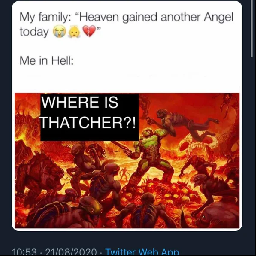 My family: "Heaven gained another Angel
today 😭👼💔"
Me in Hell:
WHERE IS
THATCHER?!
10:53 · 21/08/2020 · Twitter Web App